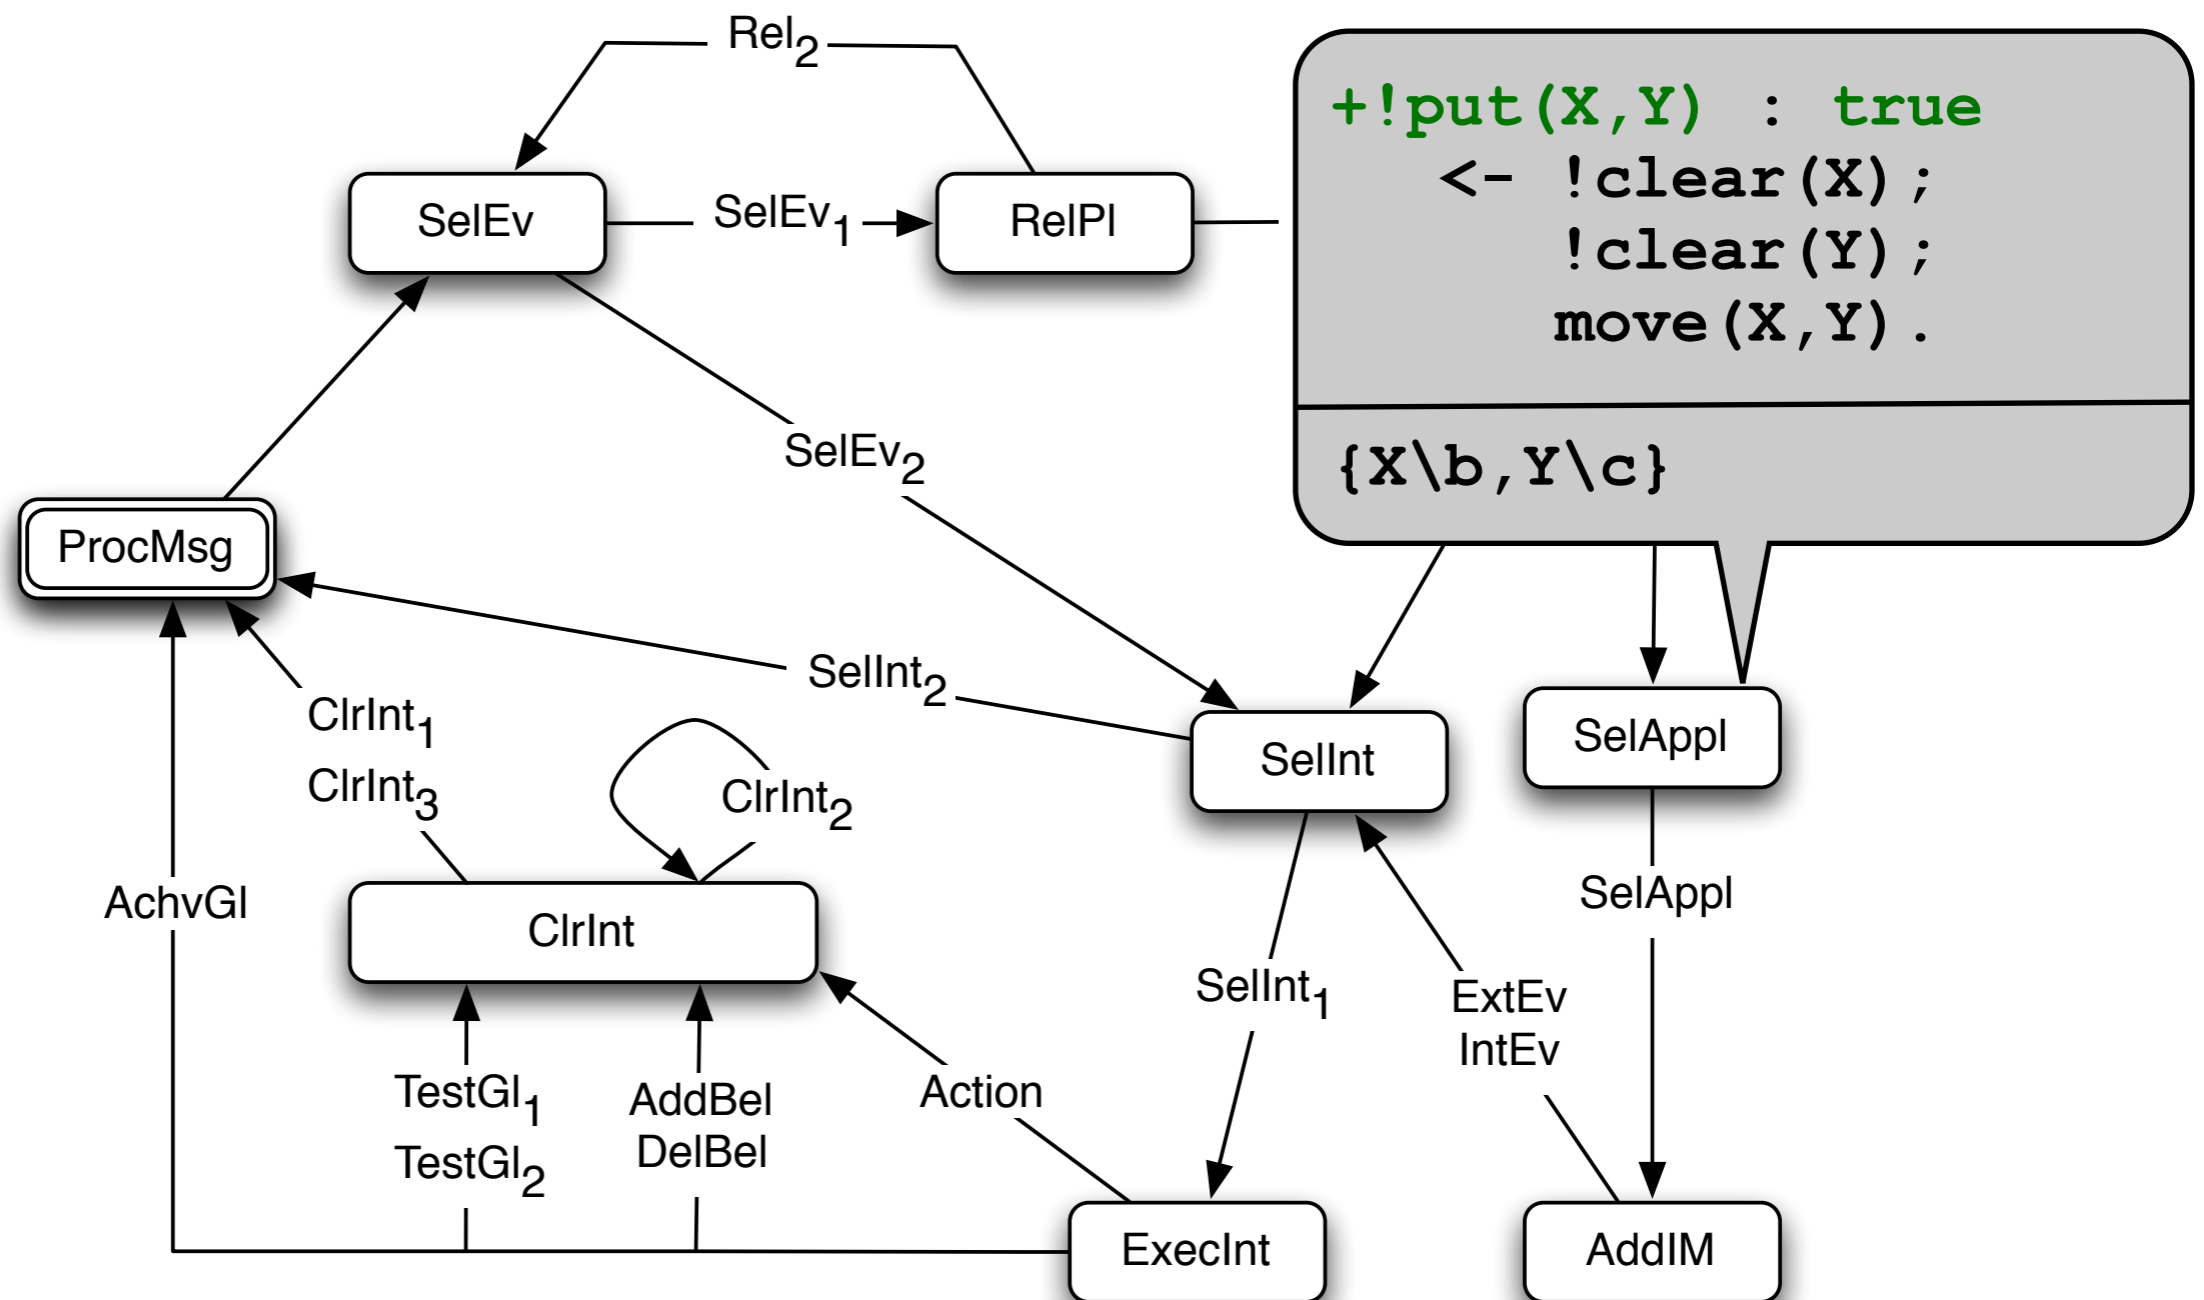 Rel2
+!put(X,Y) : true
<- !clear(X);
!clear(Y);
move(X,Y).
{X\b,Y\c}
SelEv
SelEv1
RelPl
SelEv2
ProcMsg
SelInt2
ClrInt1
ClrInt3
ClrInt2
SelInt
SelAppl
AchvGl
ClrInt
SelAppl
SelInt1
ExtEv
IntEv
TestGl1
TestGl2
AddBel
DelBel
Action
ExecInt
AddIM